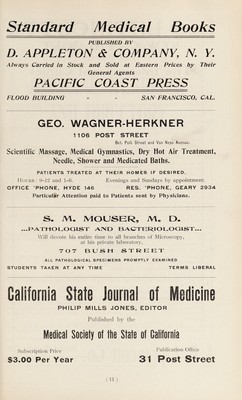 Standard Medical Books
PUBLISHED BY
D. APPLETON & COMPANY, N. Y.
Always Carried in Stock and Sold at Eastern Prices by Their
General Agents
PACIFIC COAST PRESS
FLOOD BUILDING - - SAN FRANCISCO, CAL.
GEO. WAGNER-HERKNER
1106 POST STREET
Bet. Polk Street and Van Ness Avenue.
Scientific Massage, Medical Gymnastics, Dry Hot Air Treatment,
Needle, Shower and Medicated Baths.
PATIENTS TREATED AT THEIR HOMES IF DESIRED.
HOURS: 9-12 and 1-6. Evenings and Sundays by appointment.
OFFICE 'PHONE, HYDE 146 RES. 'PHONE, GEARY 2934
Particular Attention paid to Patients sent by Physicians.
S. M. MOUSER, M. D.
...PATHOLOGIST AND BACTERIOLOGIST...
Will devote his entire time to all branches of Microscopy,
at his private laboratory,
707 BUSH STREET
ALL PATHOLOGICAL SPECIMENS PROMPTLY EXAMINED
STUDENTS TAKEN AT ANY TIME TERMS LIBERAL
California State Journal of Medicine
PHILIP MILLS JONES, EDITOR
Published by the
Medical Society of the State of California
Subscription Price Publication Office
$3.00 Per Year 31 Post Street